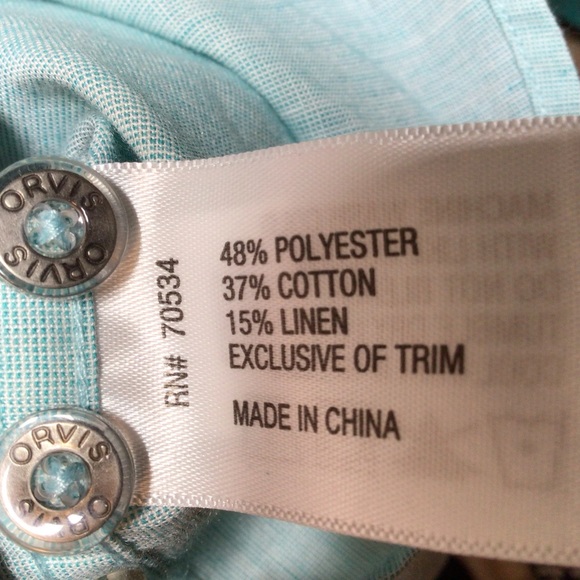 ORVIS ORVIS
ORVIS ORVIS
RN# 70534
48% POLYESTER
37% COTTON
15% LINEN
EXCLUSIVE OF TRIM
MADE IN CHINA